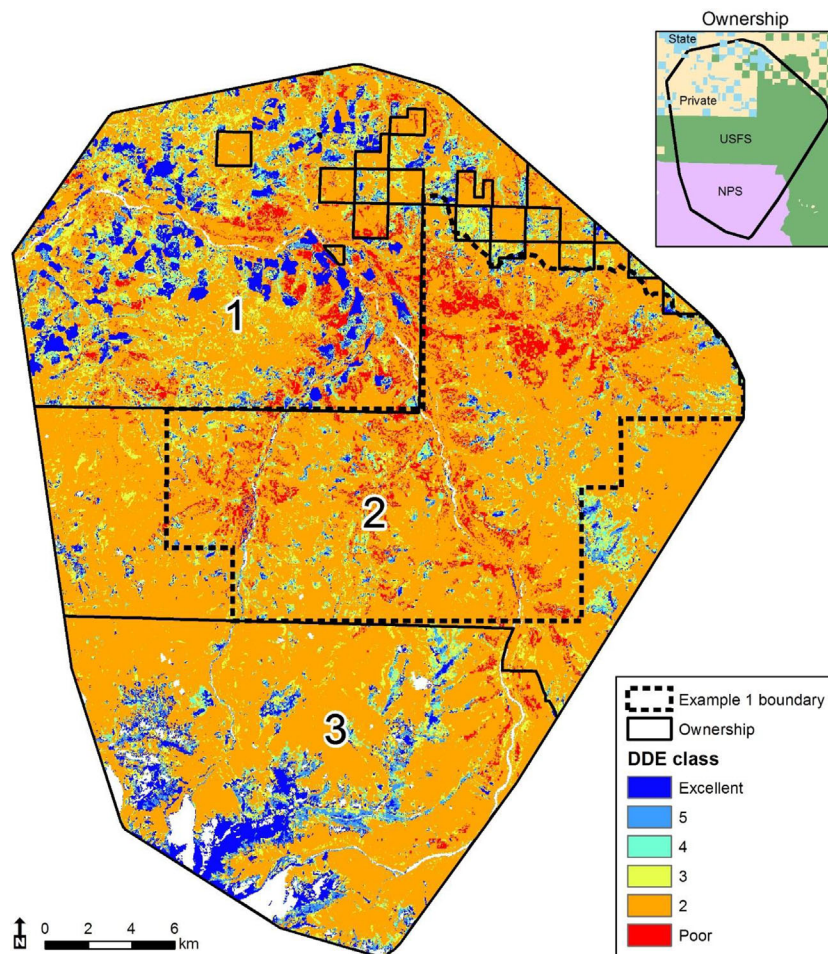 Ownership
State
Private
USFS
NPS
1
2
3
Example 1 boundary
Ownership
DDE class
Excellent
5
4
3
2
Poor
N
0 2 4 6
km